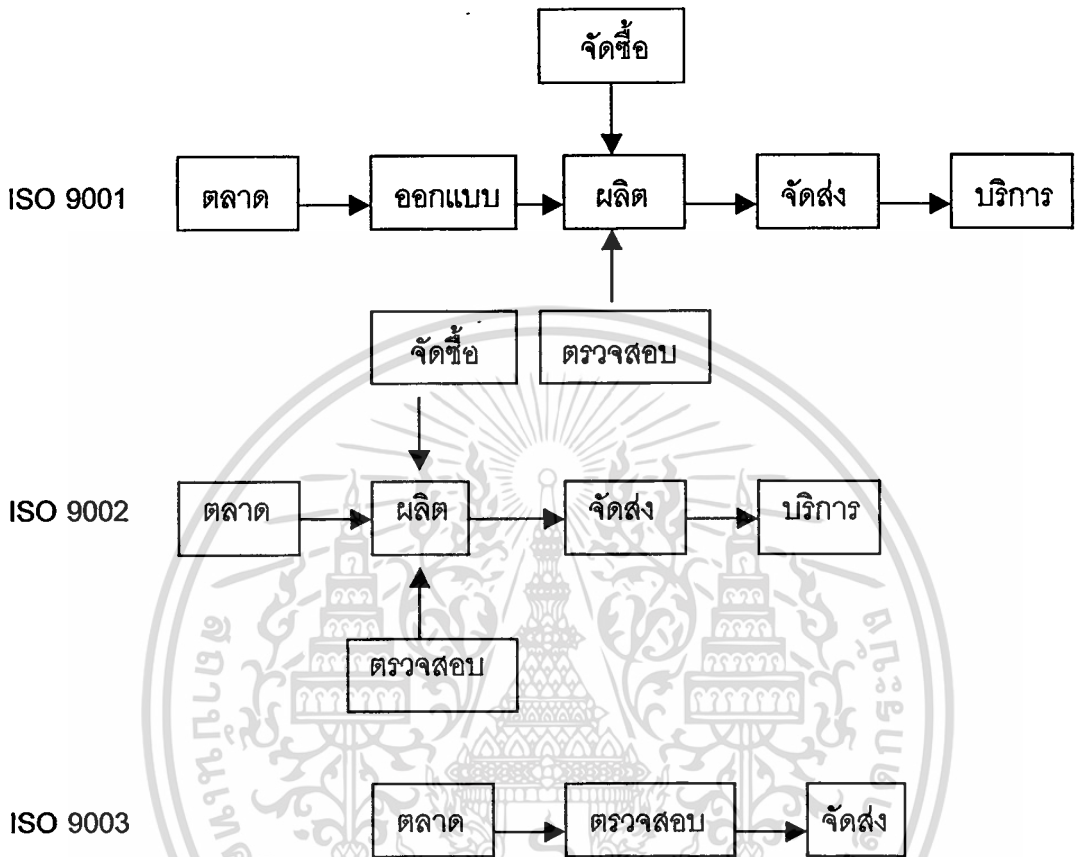 จัดซื้อ
ISO 9001 ตลาด ออกแบบ ผลิต จัดส่ง บริการ
จัดซื้อ ตรวจสอบ
ISO 9002 ตลาด ผลิต จัดส่ง บริการ
ตรวจสอบ
ISO 9003 ตลาด ตรวจสอบ จัดส่ง